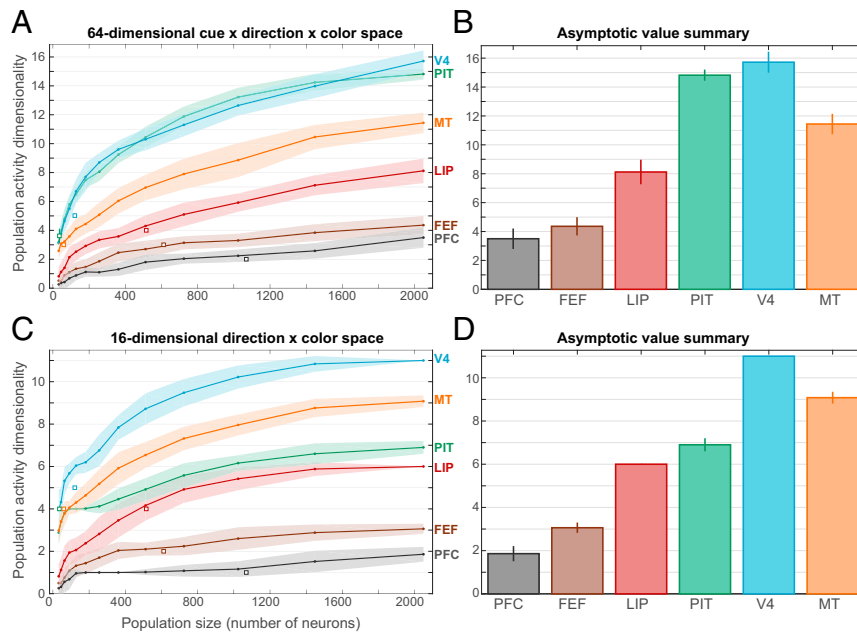 A
64-dimensional cue x direction x color space
Population activity dimensionality
16
14
12
10
8
6
4
2
0
0 400 800 1200 1600 2000
V4
PIT
MT
LIP
FEF
PFC
B
Asymptotic value summary
16
14
12
10
8
6
4
2
0
PFC FEF LIP PIT V4 MT
C
16-dimensional direction x color space
Population activity dimensionality
10
8
6
4
2
0
0 400 800 1200 1600 2000
Population size (number of neurons)
V4
MT
PIT
LIP
FEF
PFC
D
Asymptotic value summary
10
8
6
4
2
0
PFC FEF LIP PIT V4 MT